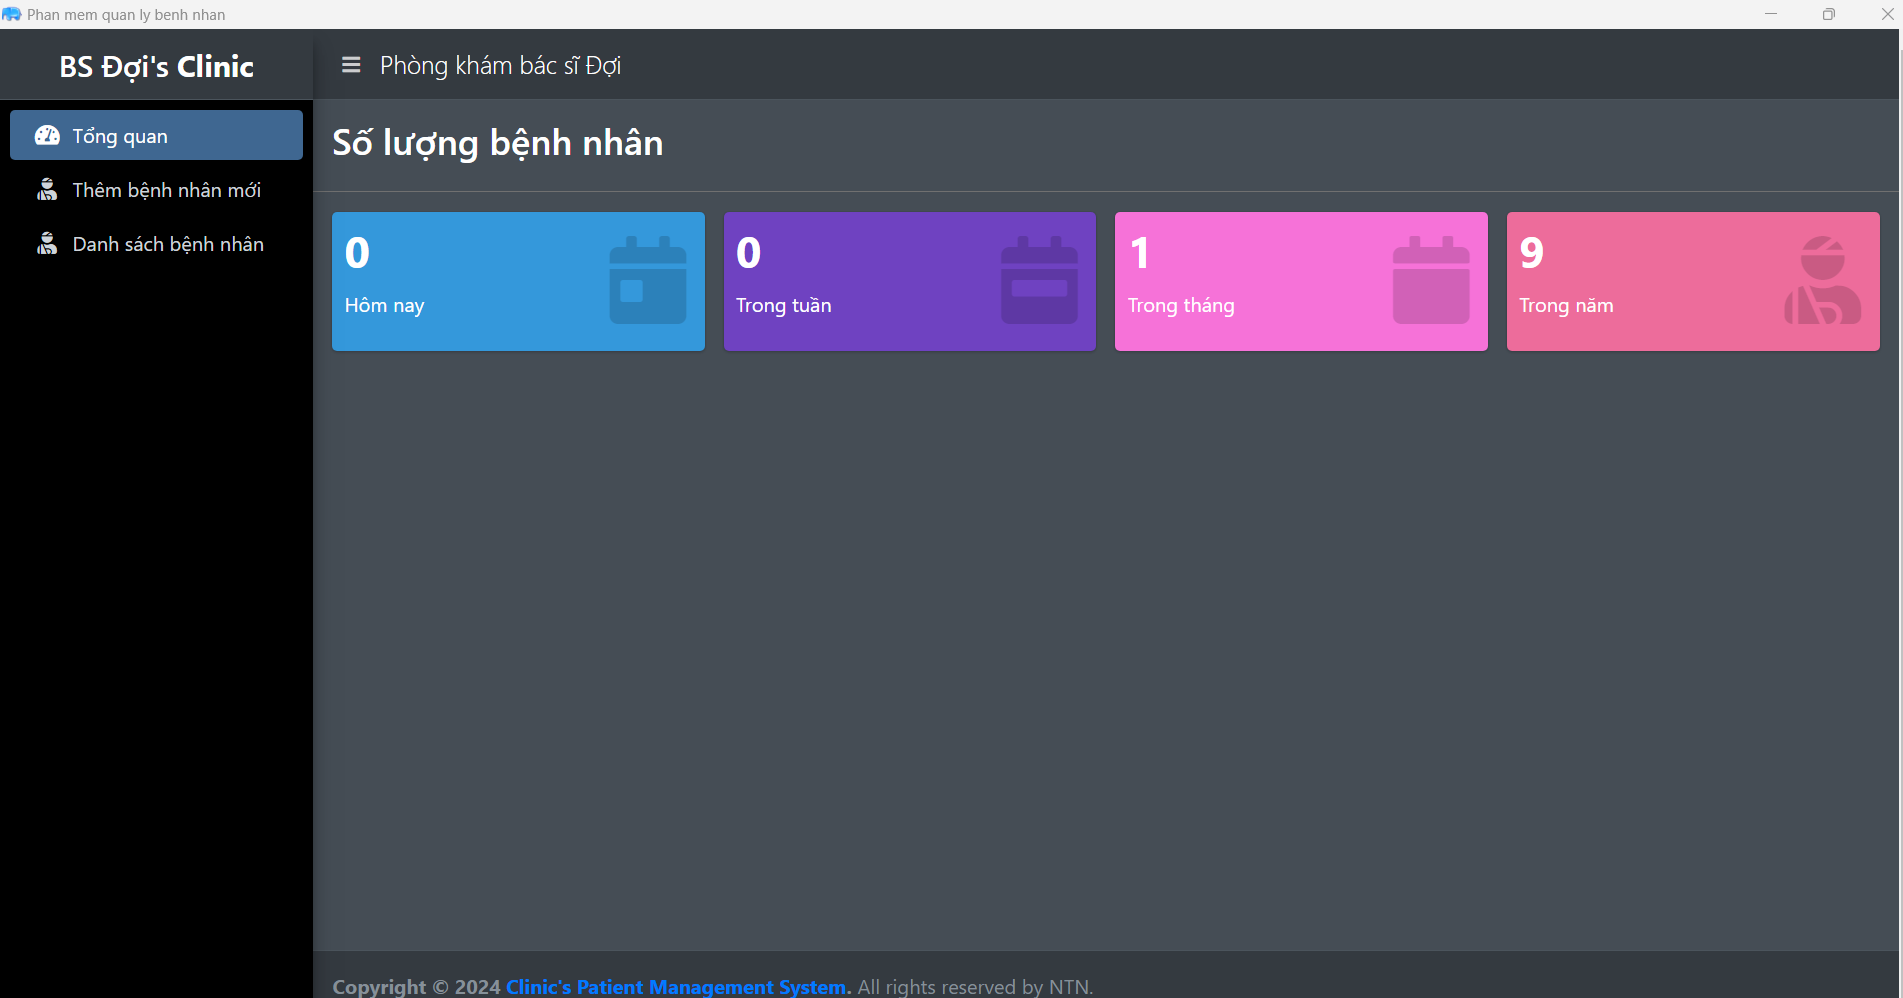 Phan mem quan ly benh nhan
BS Đợi's Clinic
Phòng khám bác sĩ Đợi
Tổng quan
Thêm bệnh nhân mới
Danh sách bệnh nhân
Số lượng bệnh nhân
0
Hôm nay
0
Trong tuần
1
Trong tháng
9
Trong năm
Copyright © 2024 Clinic's Patient Management System. All rights reserved by NTN.